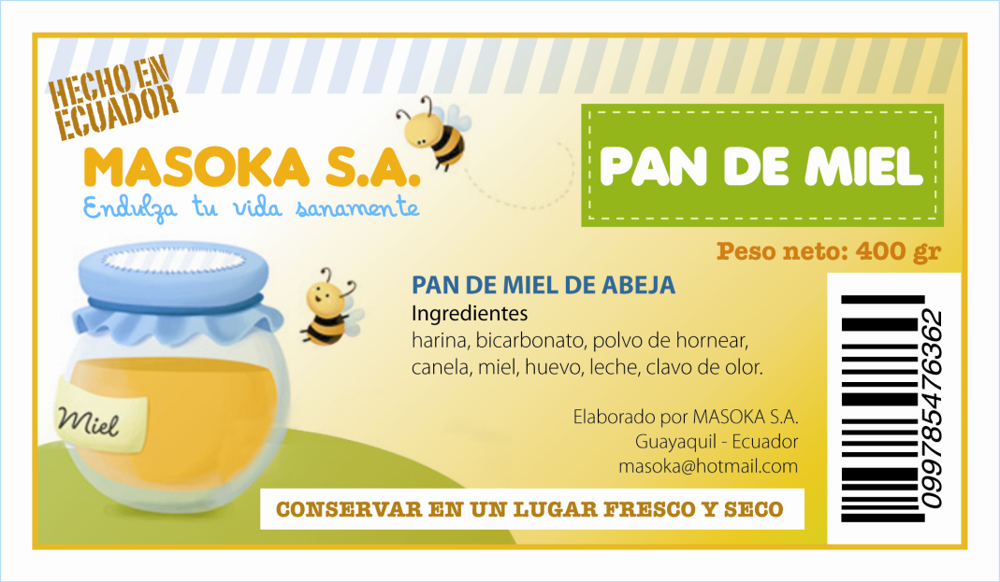 HECHO EN
ECUADOR
MASOKA S.A.
Endulza tu vida sanamente
PAN DE MIEL
Peso neto: 400 gr
PAN DE MIEL DE ABEJA
Ingredientes
harina, bicarbonato, polvo de hornear,
canela, miel, huevo, leche, clavo de olor.
Miel
Elaborado por MASOKA S.A.
Guayaquil - Ecuador
masoka@hotmail.com
CONSERVAR EN UN LUGAR FRESCO Y SECO
0997858476362